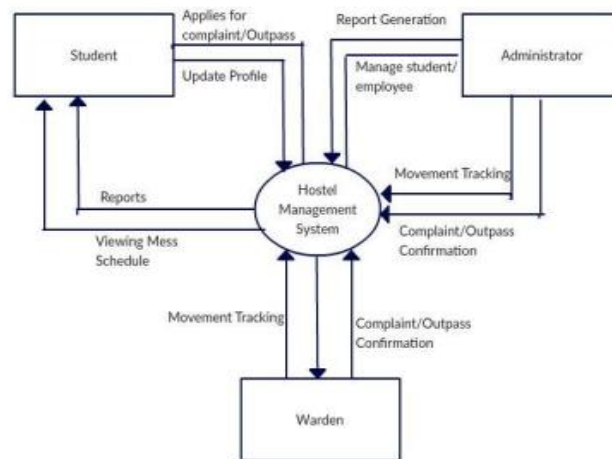 Applies for
complaint/Outpass
Student
Update Profile
Report Generation
Administrator
Manage student/
employee
Movement Tracking
Hostel
Management
System
Reports
Viewing Mess
Schedule
Complaint/Outpass
Confirmation
Movement Tracking
Complaint/Outpass
Confirmation
Warden